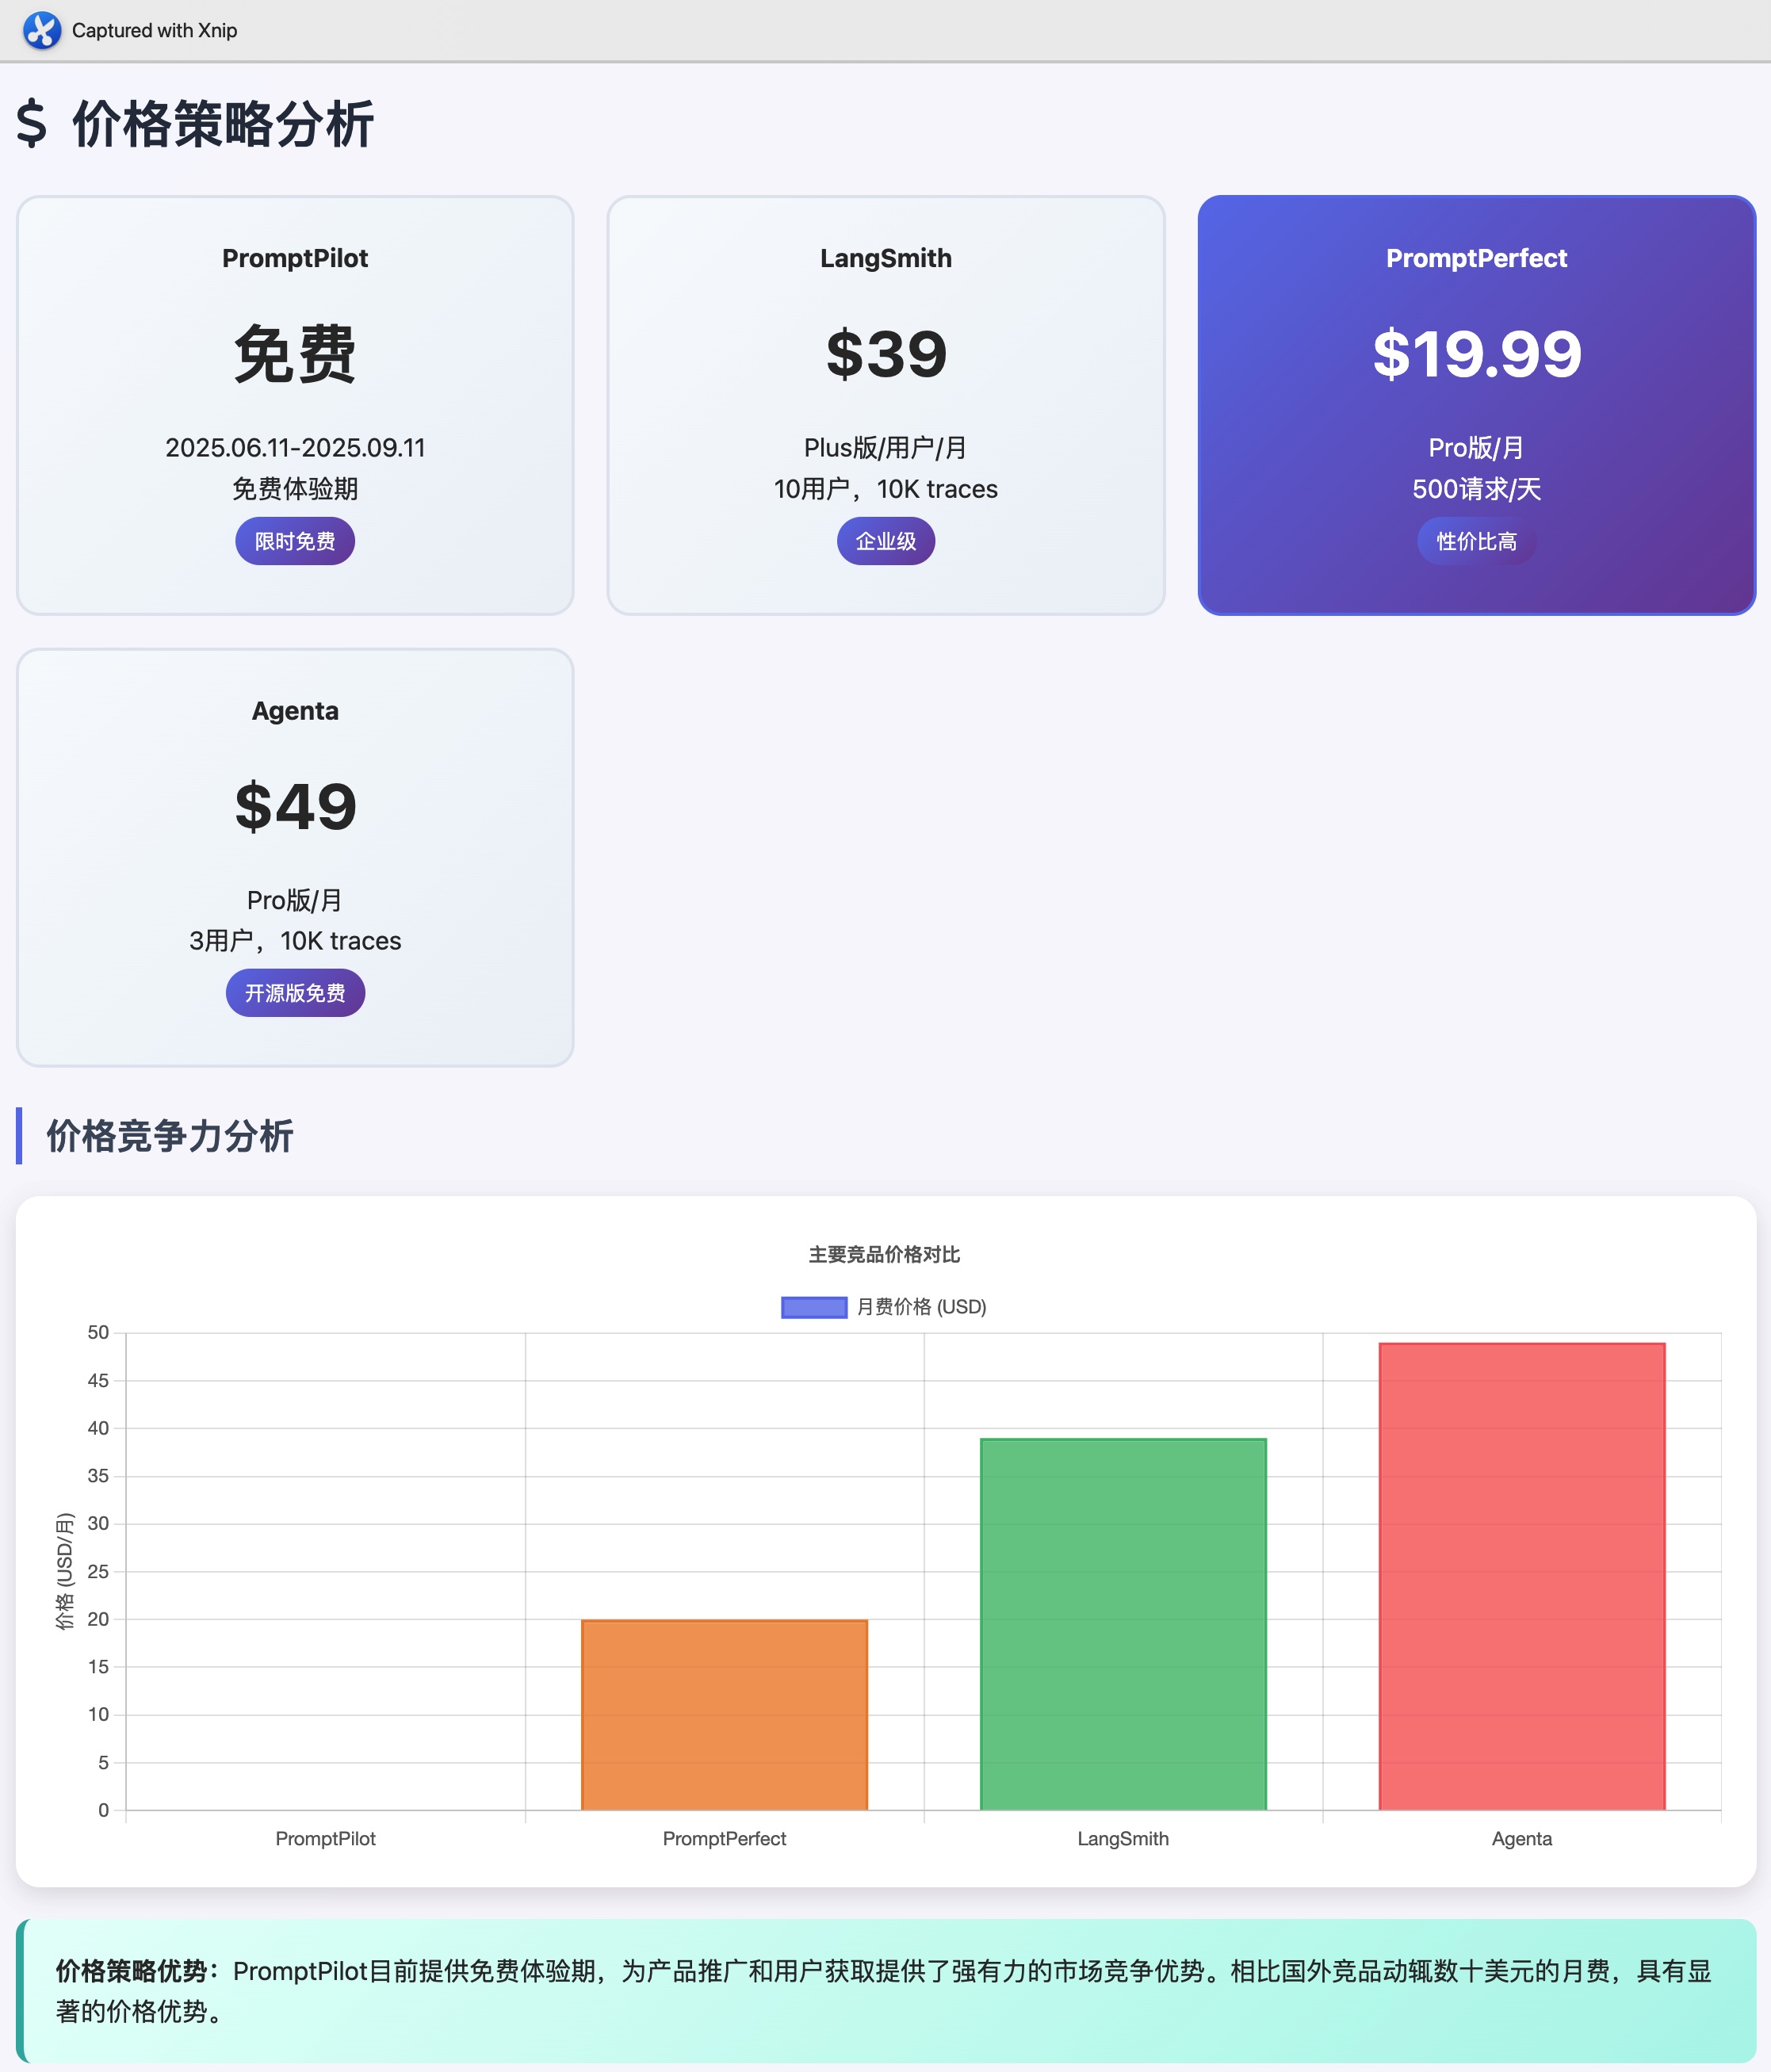 Captured with Xnip
$ 价格策略分析
PromptPilot
免费
2025.06.11-2025.09.11
免费体验期
限时免费
LangSmith
$39
Plus版/用户/月
10用户，10K traces
企业级
PromptPerfect
$19.99
Pro版/月
500请求/天
性价比高
Agenta
$49
Pro版/月
3用户，10K traces
开源版免费
价格竞争力分析
主要竞品价格对比
月费价格 (USD)
价格 (USD/月)
50
45
40
35
30
25
20
15
10
5
0
PromptPilot
PromptPerfect
LangSmith
Agenta
价格策略优势：PromptPilot目前提供免费体验期，为产品推广和用户获取提供了强有力的市场竞争优势。相比国外竞品动辄数十美元的月费，具有显
著的价格优势。